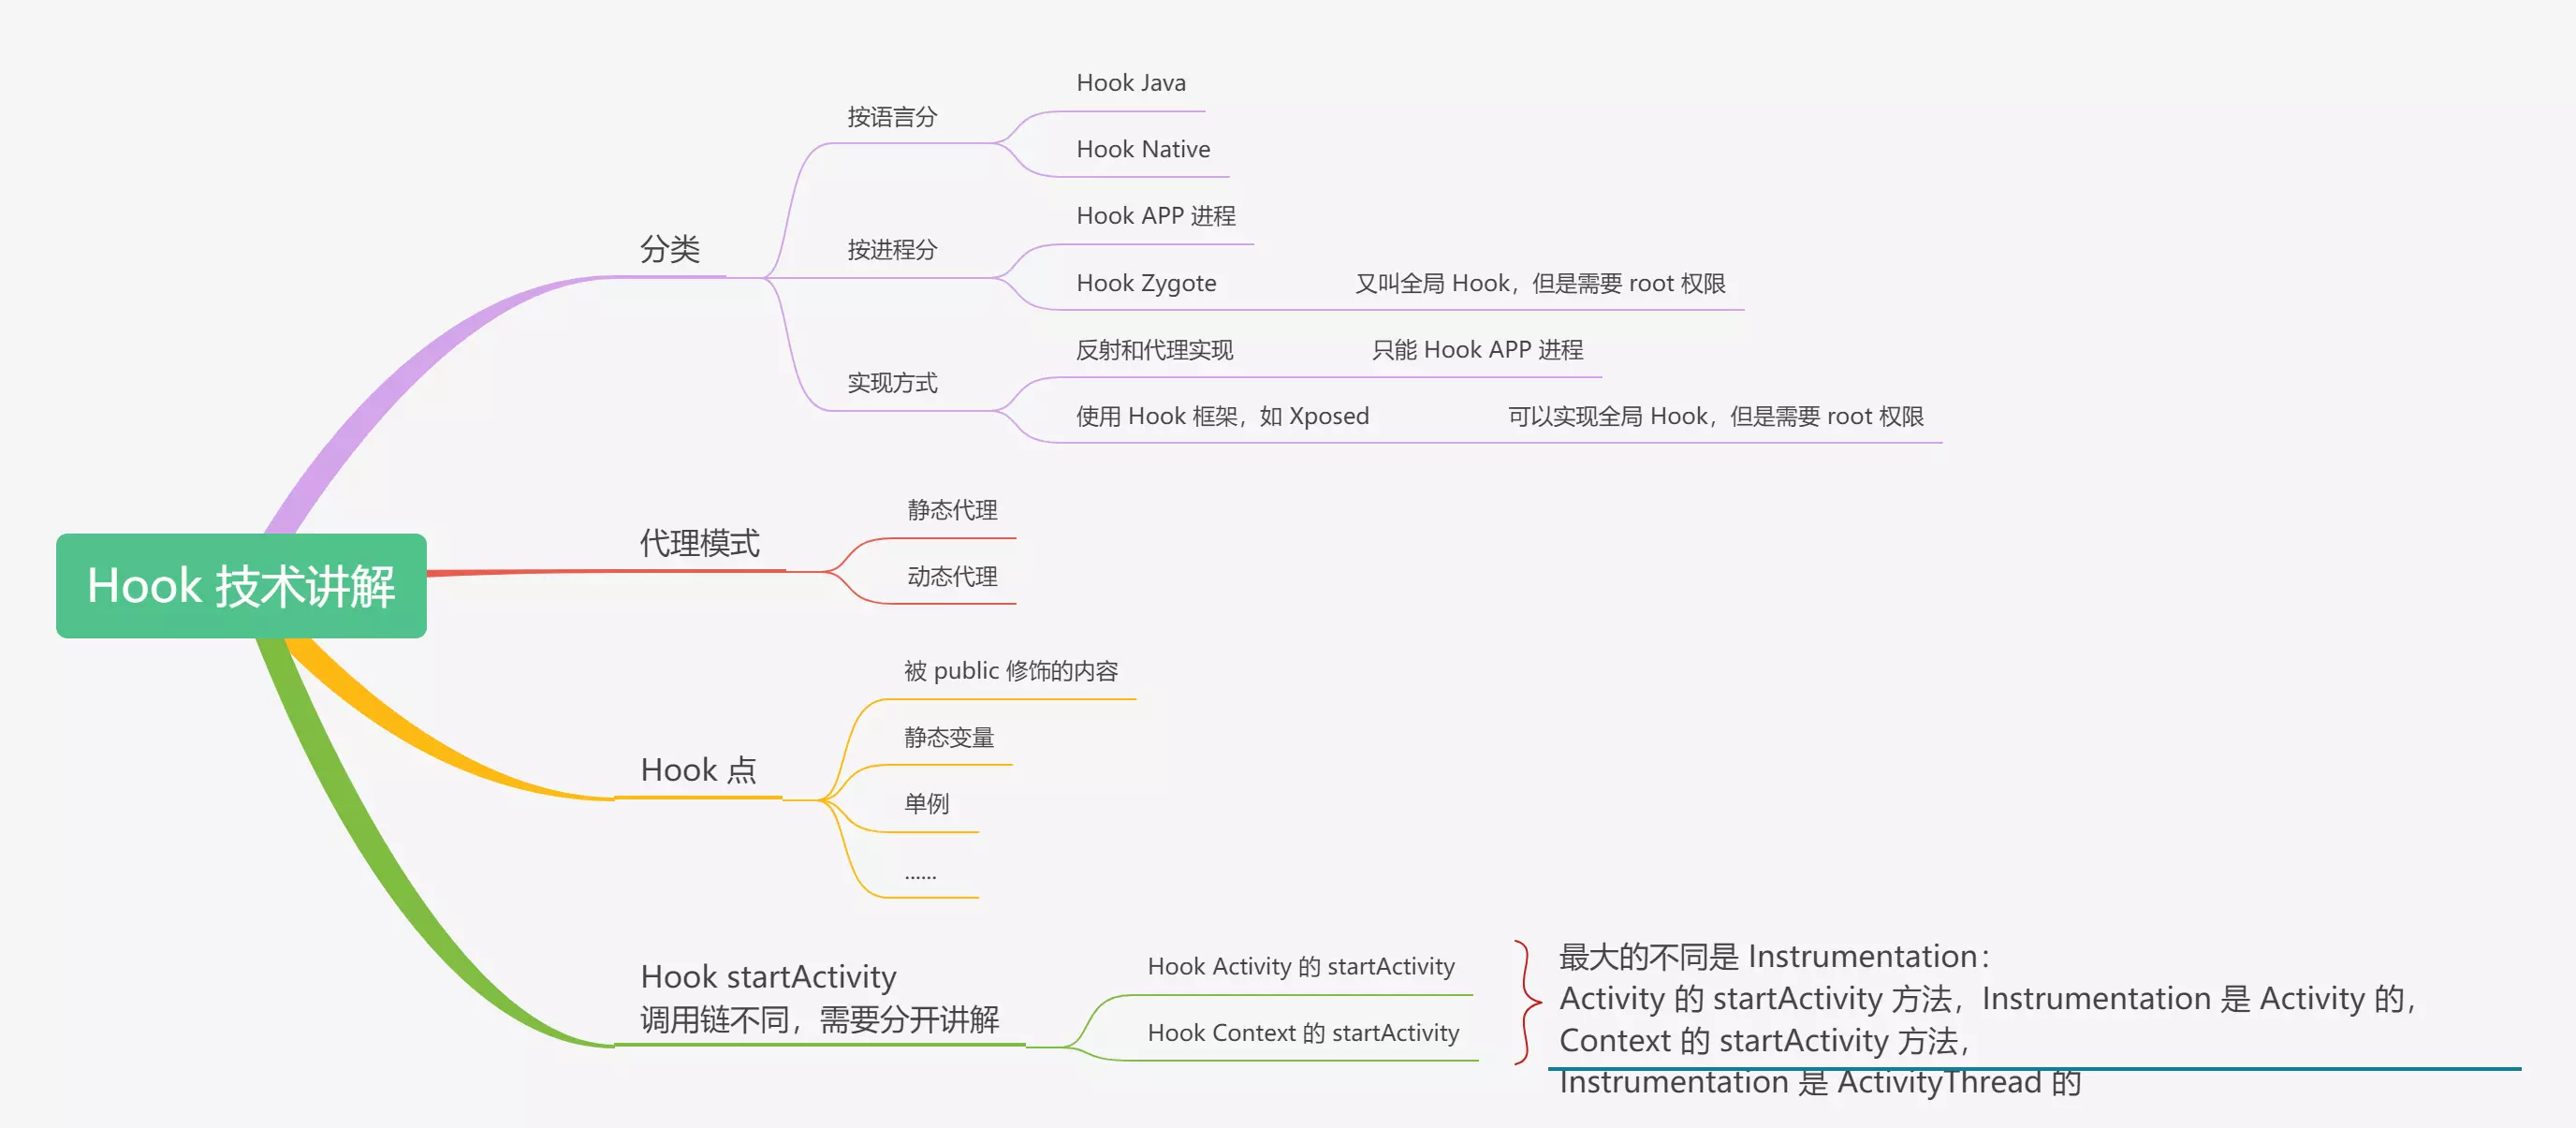 Hook 技术讲解
分类
按语言分
Hook Java
Hook Native
按进程分
Hook APP 进程
Hook Zygote
又叫全局 Hook，但是需要 root 权限
实现方式
反射和代理实现
只能 Hook APP 进程
使用 Hook 框架，如 Xposed
可以实现全局 Hook，但是需要 root 权限
代理模式
静态代理
动态代理
Hook 点
被 public 修饰的内容
静态变量
单例
......
Hook startActivity
调用链不同，需要分开讲解
Hook Activity 的 startActivity
Hook Context 的 startActivity
最大的不同是 Instrumentation：
Activity 的 startActivity 方法，Instrumentation 是 Activity 的，
Context 的 startActivity 方法，
Instrumentation 是 ActivityThread 的